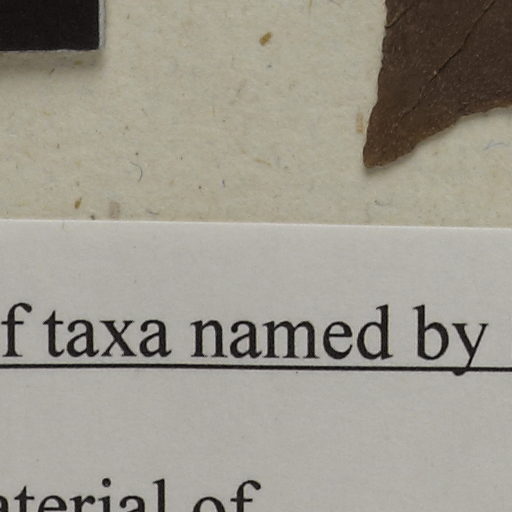 f taxa named by
aterial of